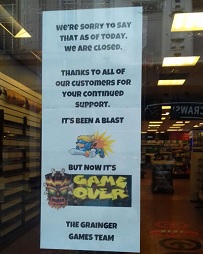 WE'RE SORRY TO SAY
THAT AS OF TODAY,
WE ARE CLOSED.
THANKS TO ALL OF
OUR CUSTOMERS FOR
YOUR CONTINUED
SUPPORT.
IT'S BEEN A BLAST
BUT NOW IT'S
GAME
OVER
THE GRAINGER
GAMES TEAM